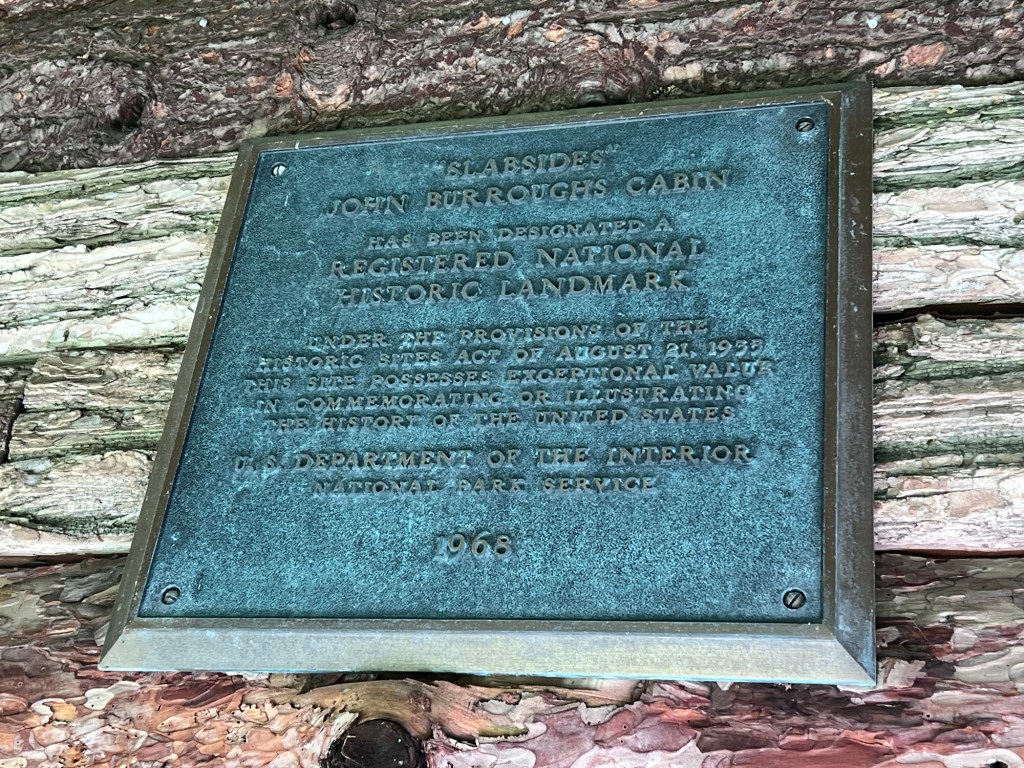 "SLABSIDES"
JOHN BURROUGHS CABIN
HAS BEEN DESIGNATED A
REGISTERED NATIONAL
HISTORIC LANDMARK
UNDER THE PROVISIONS OF THE
HISTORIC SITES ACT OF AUGUST 21, 1935
THIS SITE POSSESSES EXCEPTIONAL VALUE
IN COMMEMORATING OR ILLUSTRATING
THE HISTORY OF THE UNITED STATES
U. S. DEPARTMENT OF THE INTERIOR
NATIONAL PARK SERVICE
1968